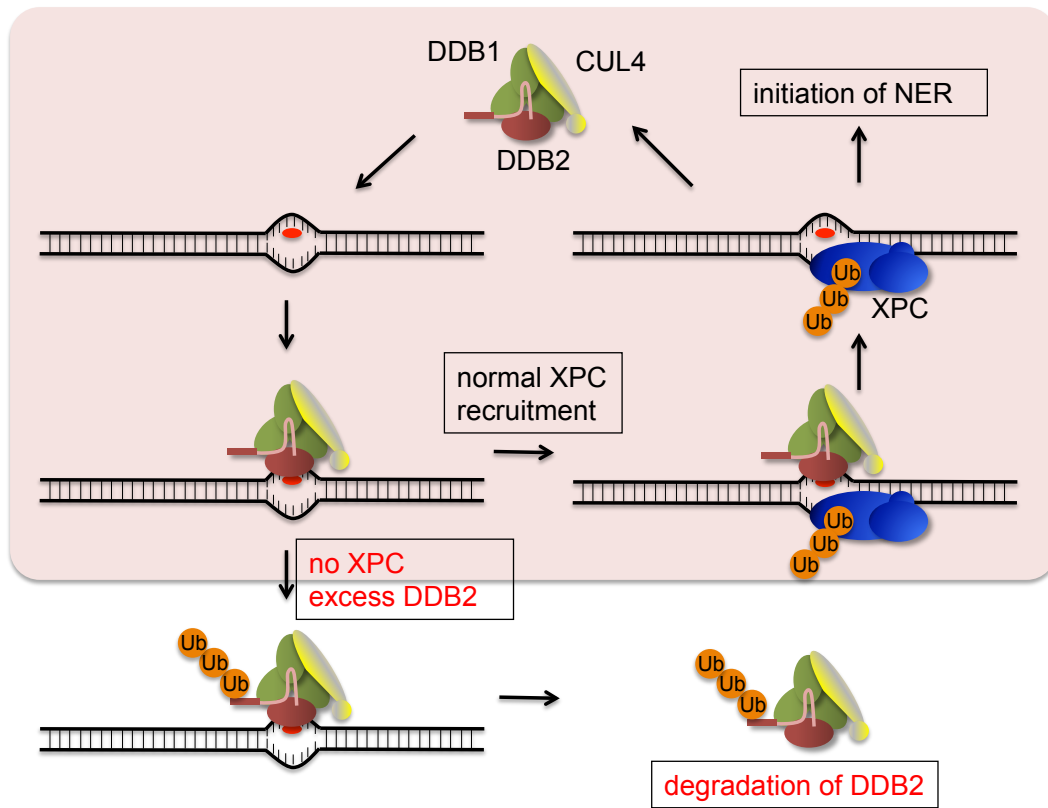 DDB1
CUL4
DDB2
initiation of NER
Ub
Ub
Ub
XPC
normal XPC
recruitment
Ub
Ub
Ub
no XPC
excess DDB2
Ub
Ub
Ub
Ub
Ub
Ub
degradation of DDB2